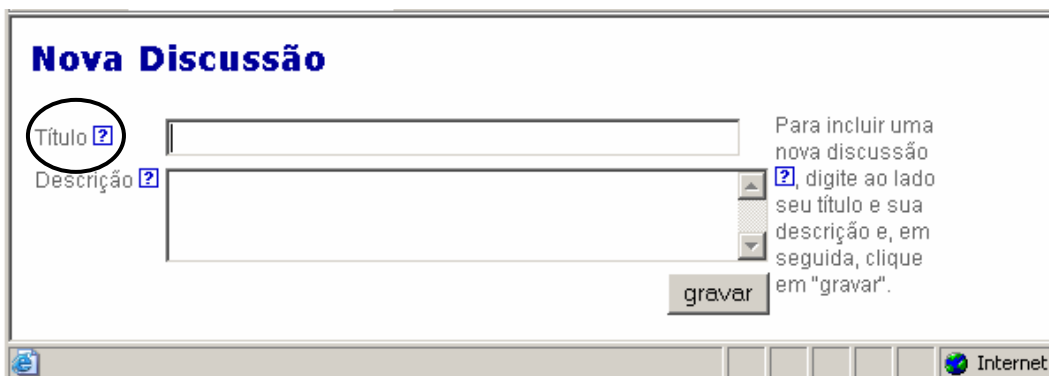 Nova Discussão
Título ?
Descrição ?
Para incluir uma
nova discussão
?, digite ao lado
seu título e sua
descrição e, em
seguida, clique
em "gravar".
gravar
Internet